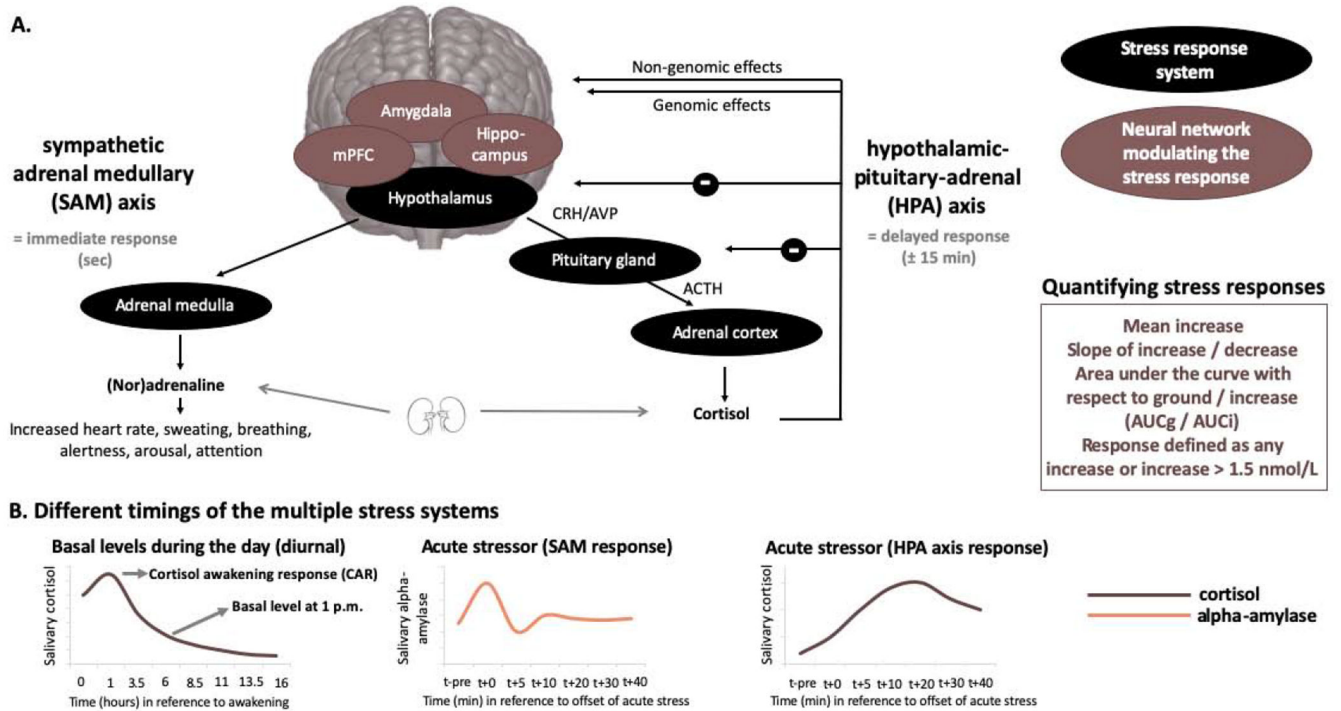 A.
sympathetic
adrenal medullary
(SAM) axis
= immediate response
(sec)
Amygdala
mPFC
Hippo-
campus
Hypothalamus
Non-genomic effects
Genomic effects
-
-
CRH/AVP
Pituitary gland
ACTH
Adrenal cortex
Cortisol
hypothalamic-
pituitary-adrenal
(HPA) axis
= delayed response
(± 15 min)
Adrenal medulla
(Nor)adrenaline
Increased heart rate, sweating, breathing,
alertness, arousal, attention
Stress response
system
Neural network
modulating the
stress response
Quantifying stress responses
Mean increase
Slope of increase / decrease
Area under the curve with
respect to ground / increase
(AUCg / AUCi)
Response defined as any
increase or increase > 1.5 nmol/L
B. Different timings of the multiple stress systems
Basal levels during the day (diurnal)
Salivary cortisol
Cortisol awakening response (CAR)
Basal level at 1 p.m.
0 1 3.5 6 8.5 11 13.5 16
Time (hours) in reference to awakening
Acute stressor (SAM response)
Salivary alpha-
amylase
t-pre t+0 t+5 t+10 t+20 t+30 t+40
Time (min) in reference to offset of acute stress
Acute stressor (HPA axis response)
Salivary cortisol
t-pre t+0 t+5 t+10 t+20 t+30 t+40
Time (min) in reference to offset of acute stress
cortisol
alpha-amylase